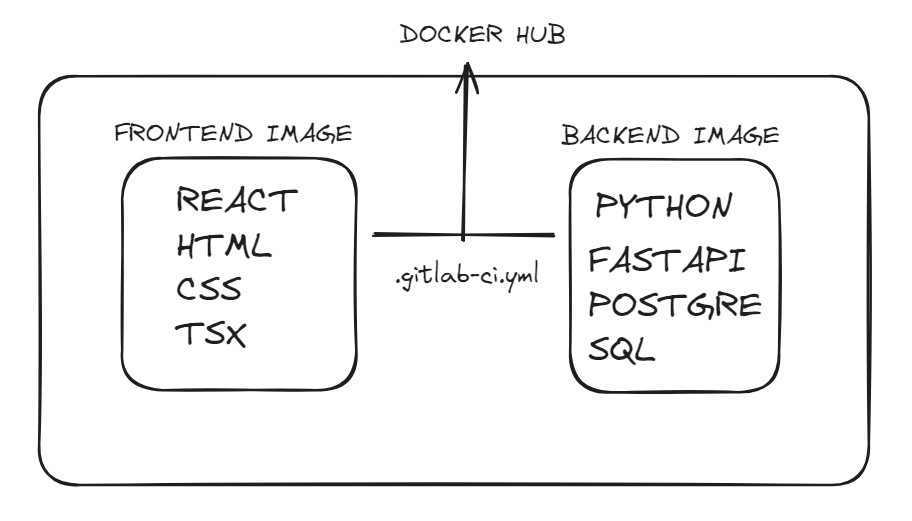 DOCKER HUB
FRONTEND IMAGE
REACT
HTML
CSS
TSX
.gitlab-ci.yml
BACKEND IMAGE
PYTHON
FASTAPI
POSTGRE
SQL